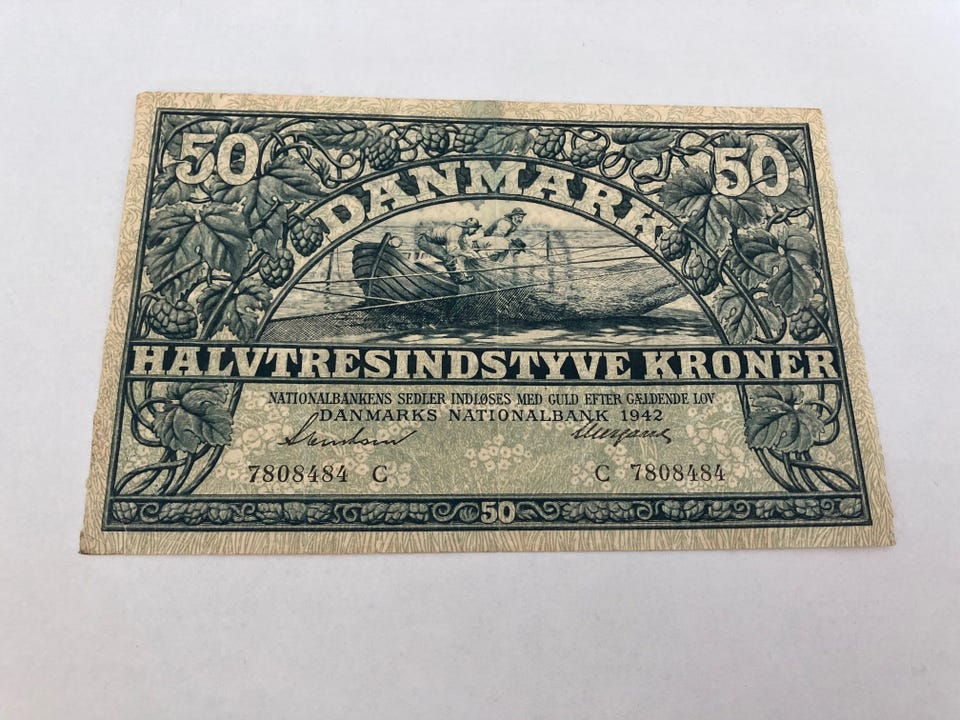 50 50
DANMARK
HALVTRESINDSTYVE KRONER
NATIONALBANKENS SEDLER INDLØSES MED GULD EFTER GÆLDENDE LOV
DANMARKS NATIONALBANK 1942
7808484 C C 7808484
50